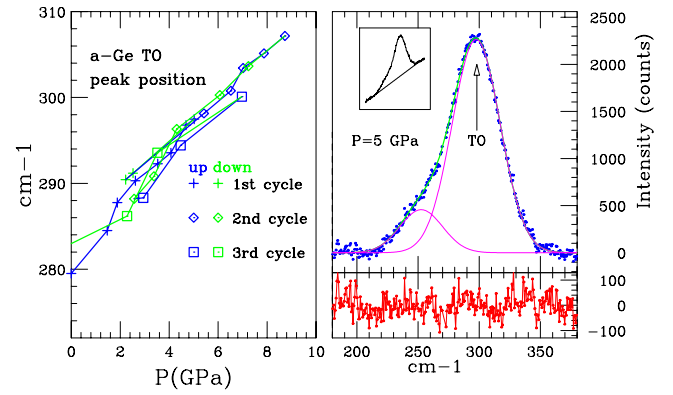 310
300
290
280
cm-1
a-Ge TO
peak position
up down
1st cycle
2nd cycle
3rd cycle
0 2 4 6 8 10
P(GPa)
P=5 GPa
TO
2500
2000
1500
1000
500
0
Intensity (counts)
100
0
-100
200 250 300 350
cm-1